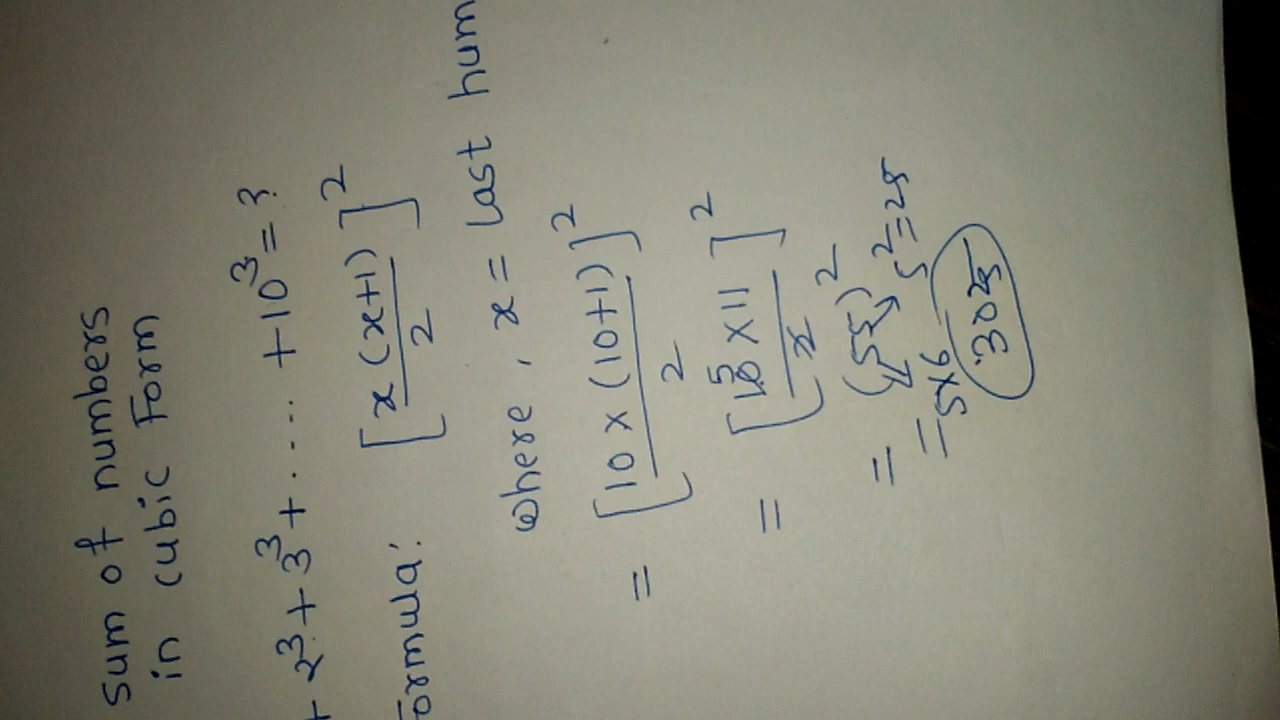 sum of numbers
in cubic Form
+ 2³ + 3³ + ..... + 10³ = ?
Formula: [x(x+1)/2]²
where, x = last num
= [10 x (10+1)/2]²
= [10 5 x 11/2]²
= (55)² 5² = 25
= 5x6 3025